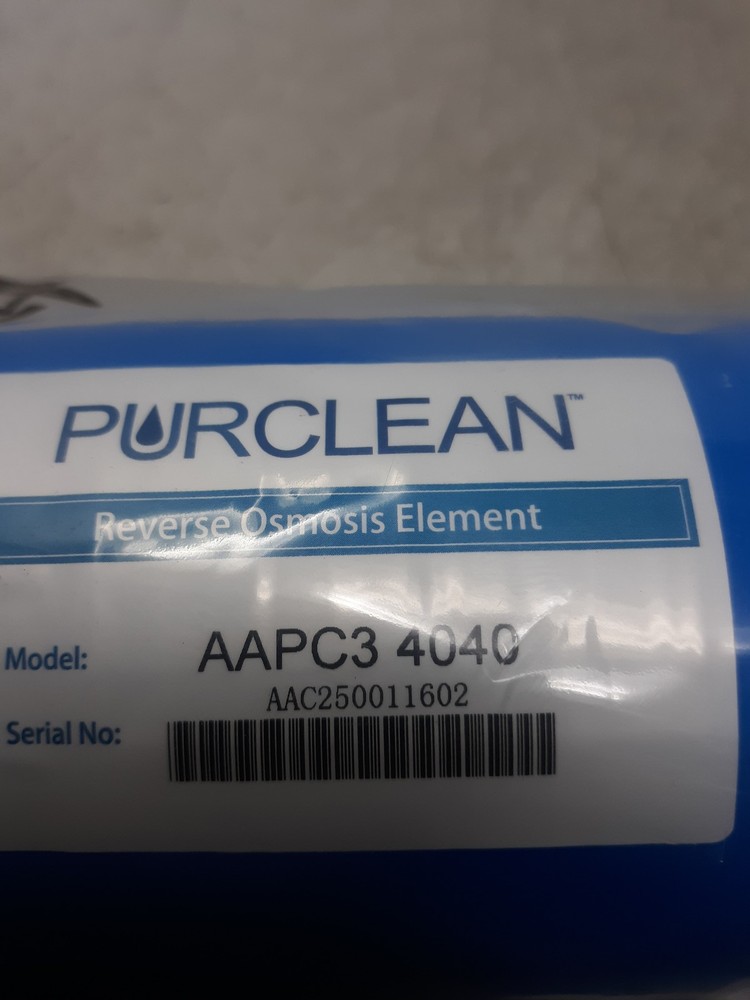 PURCLEAN™
Reverse Osmosis Element
Model: AAPC3 4040
AAC250011602
Serial No: